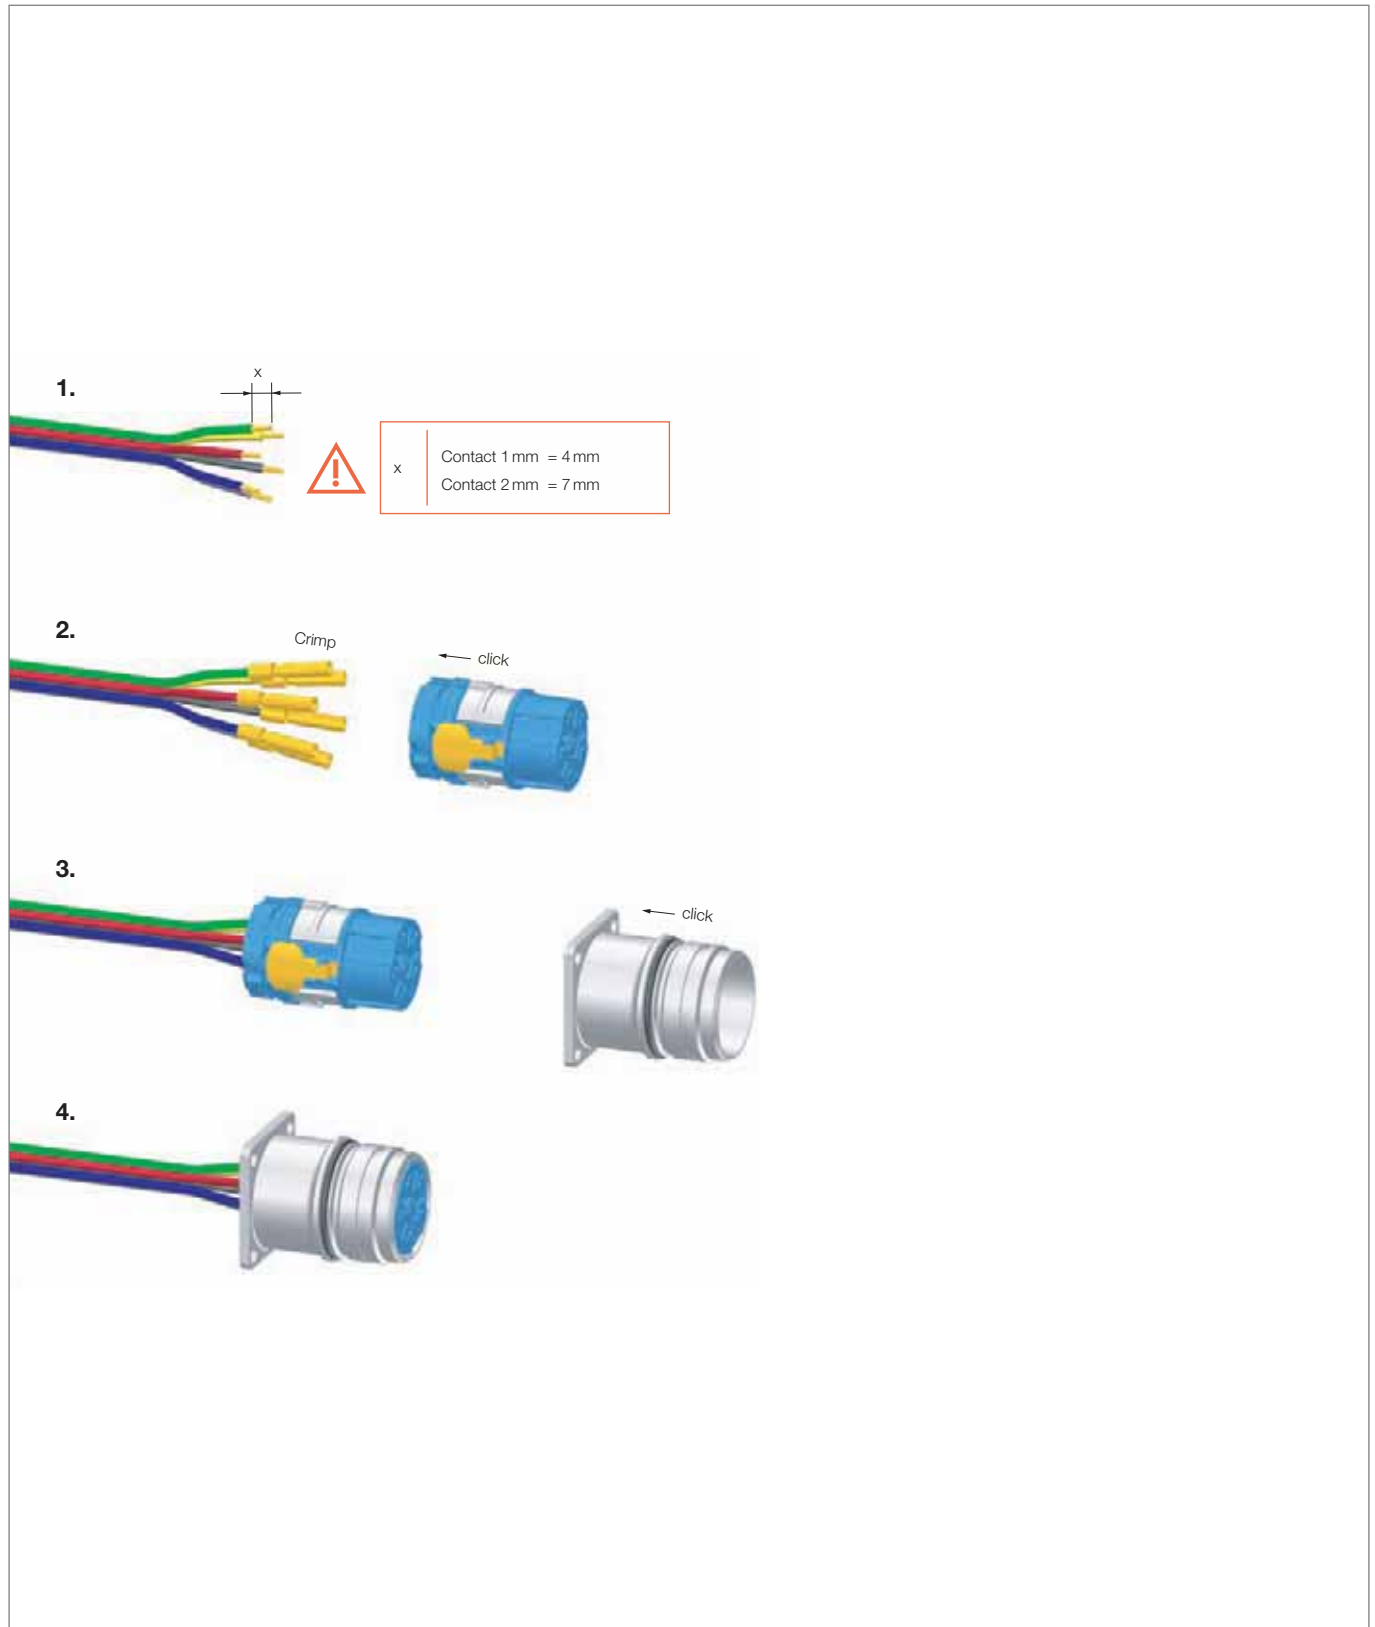 1.
x
x
Contact 1 mm = 4 mm
Contact 2 mm = 7 mm
2.
Crimp
click
3.
click
4.